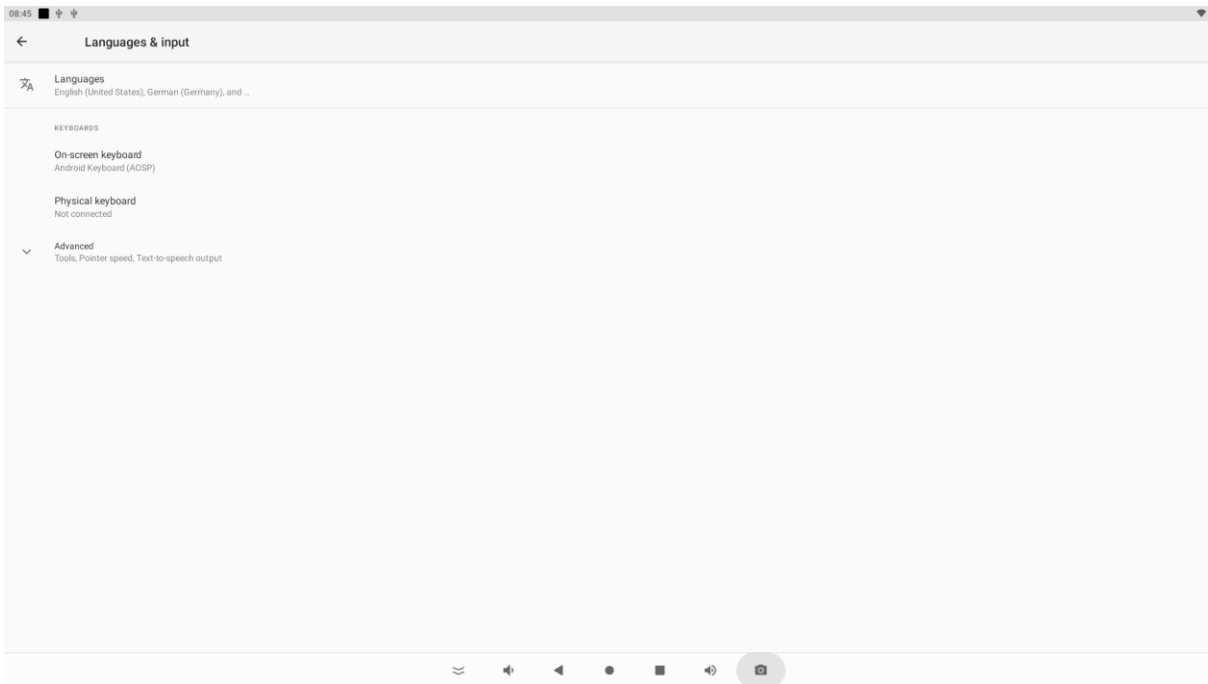 08:45
Languages & input
Languages
English (United States), German (Germany), and ..
KEYBOARDS
On-screen keyboard
Android Keyboard (AOSP)
Physical keyboard
Not connected
Advanced
Tools, Pointer speed, Text-to-speech output